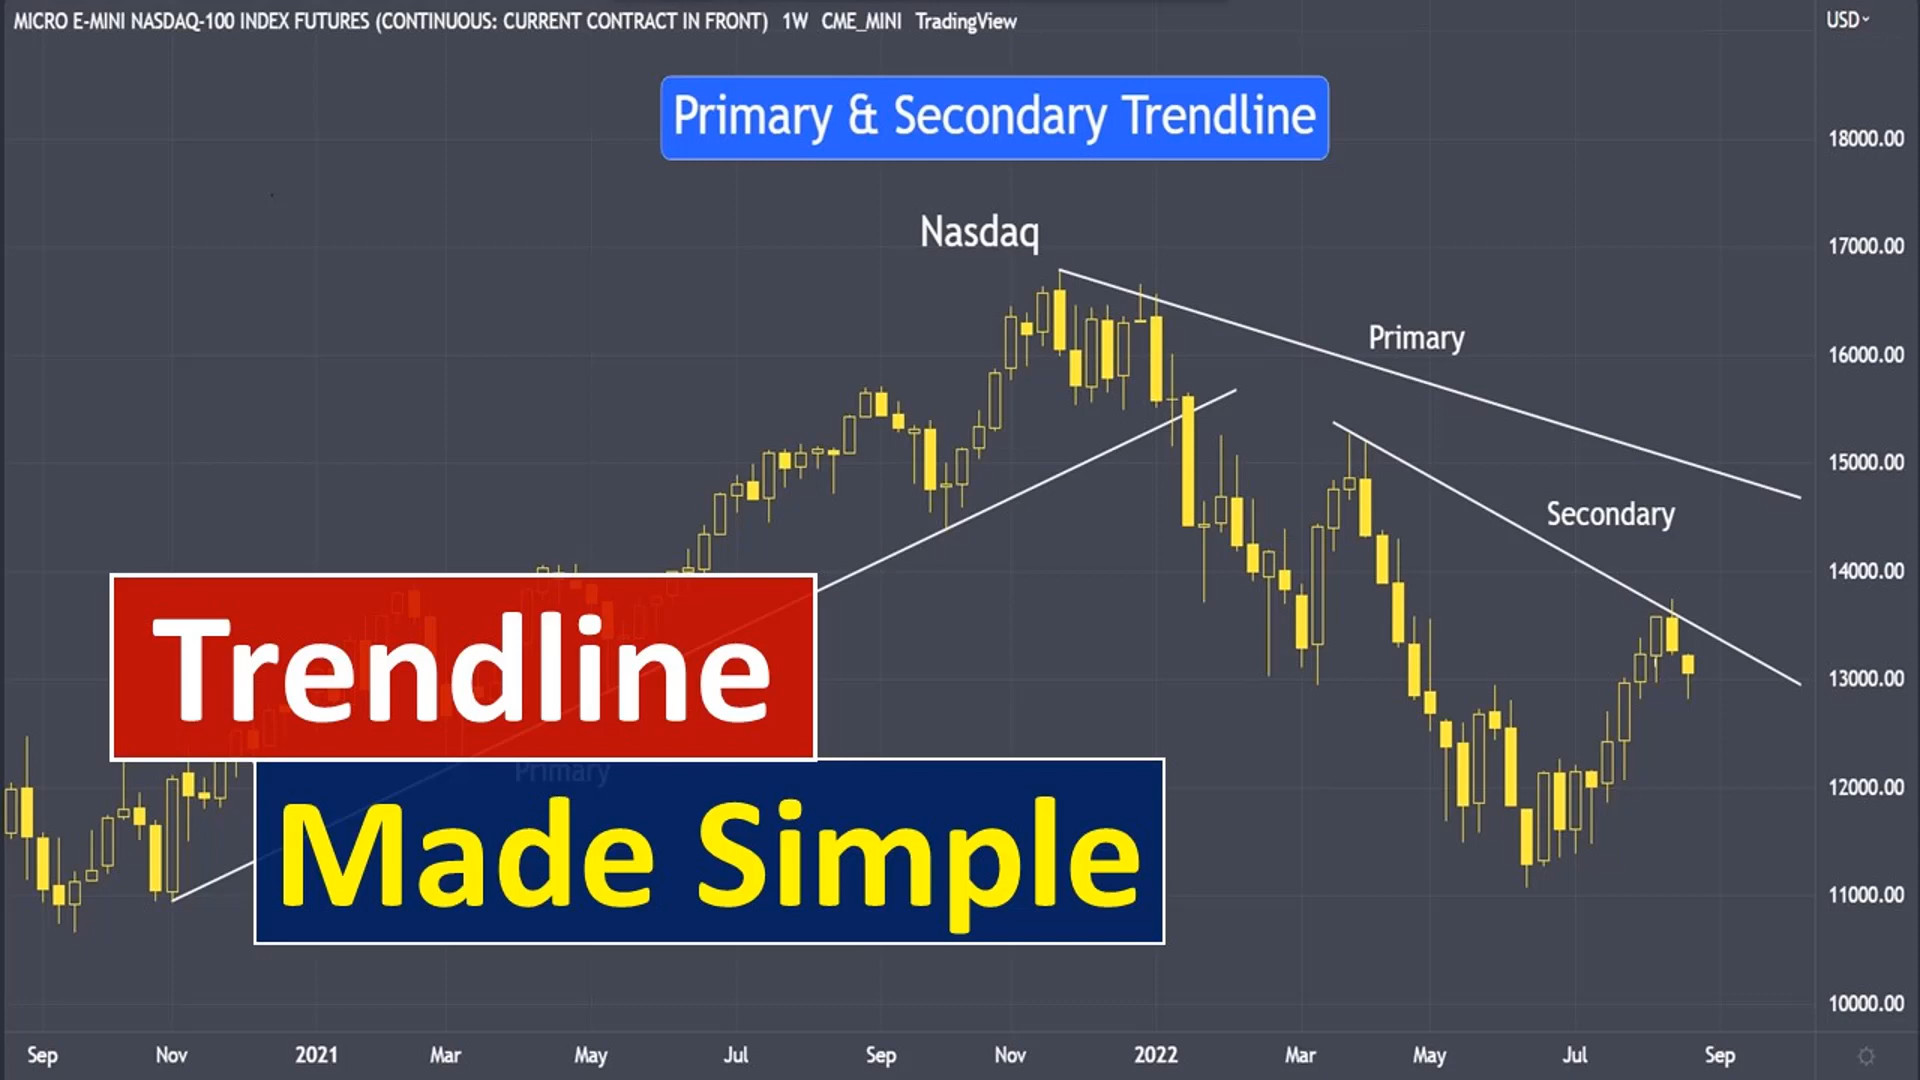 MICRO E-MINI NASDAQ-100 INDEX FUTURES (CONTINUOUS: CURRENT CONTRACT IN FRONT) 1W CME_MINI TradingView
USD
Primary & Secondary Trendline
18000.00
Nasdaq
17000.00
Primary
16000.00
15000.00
Secondary
14000.00
Trendline
13000.00
Primary
12000.00
Made Simple
11000.00
10000.00
Sep Nov 2021 Mar May Jul Sep Nov 2022 Mar May Jul Sep